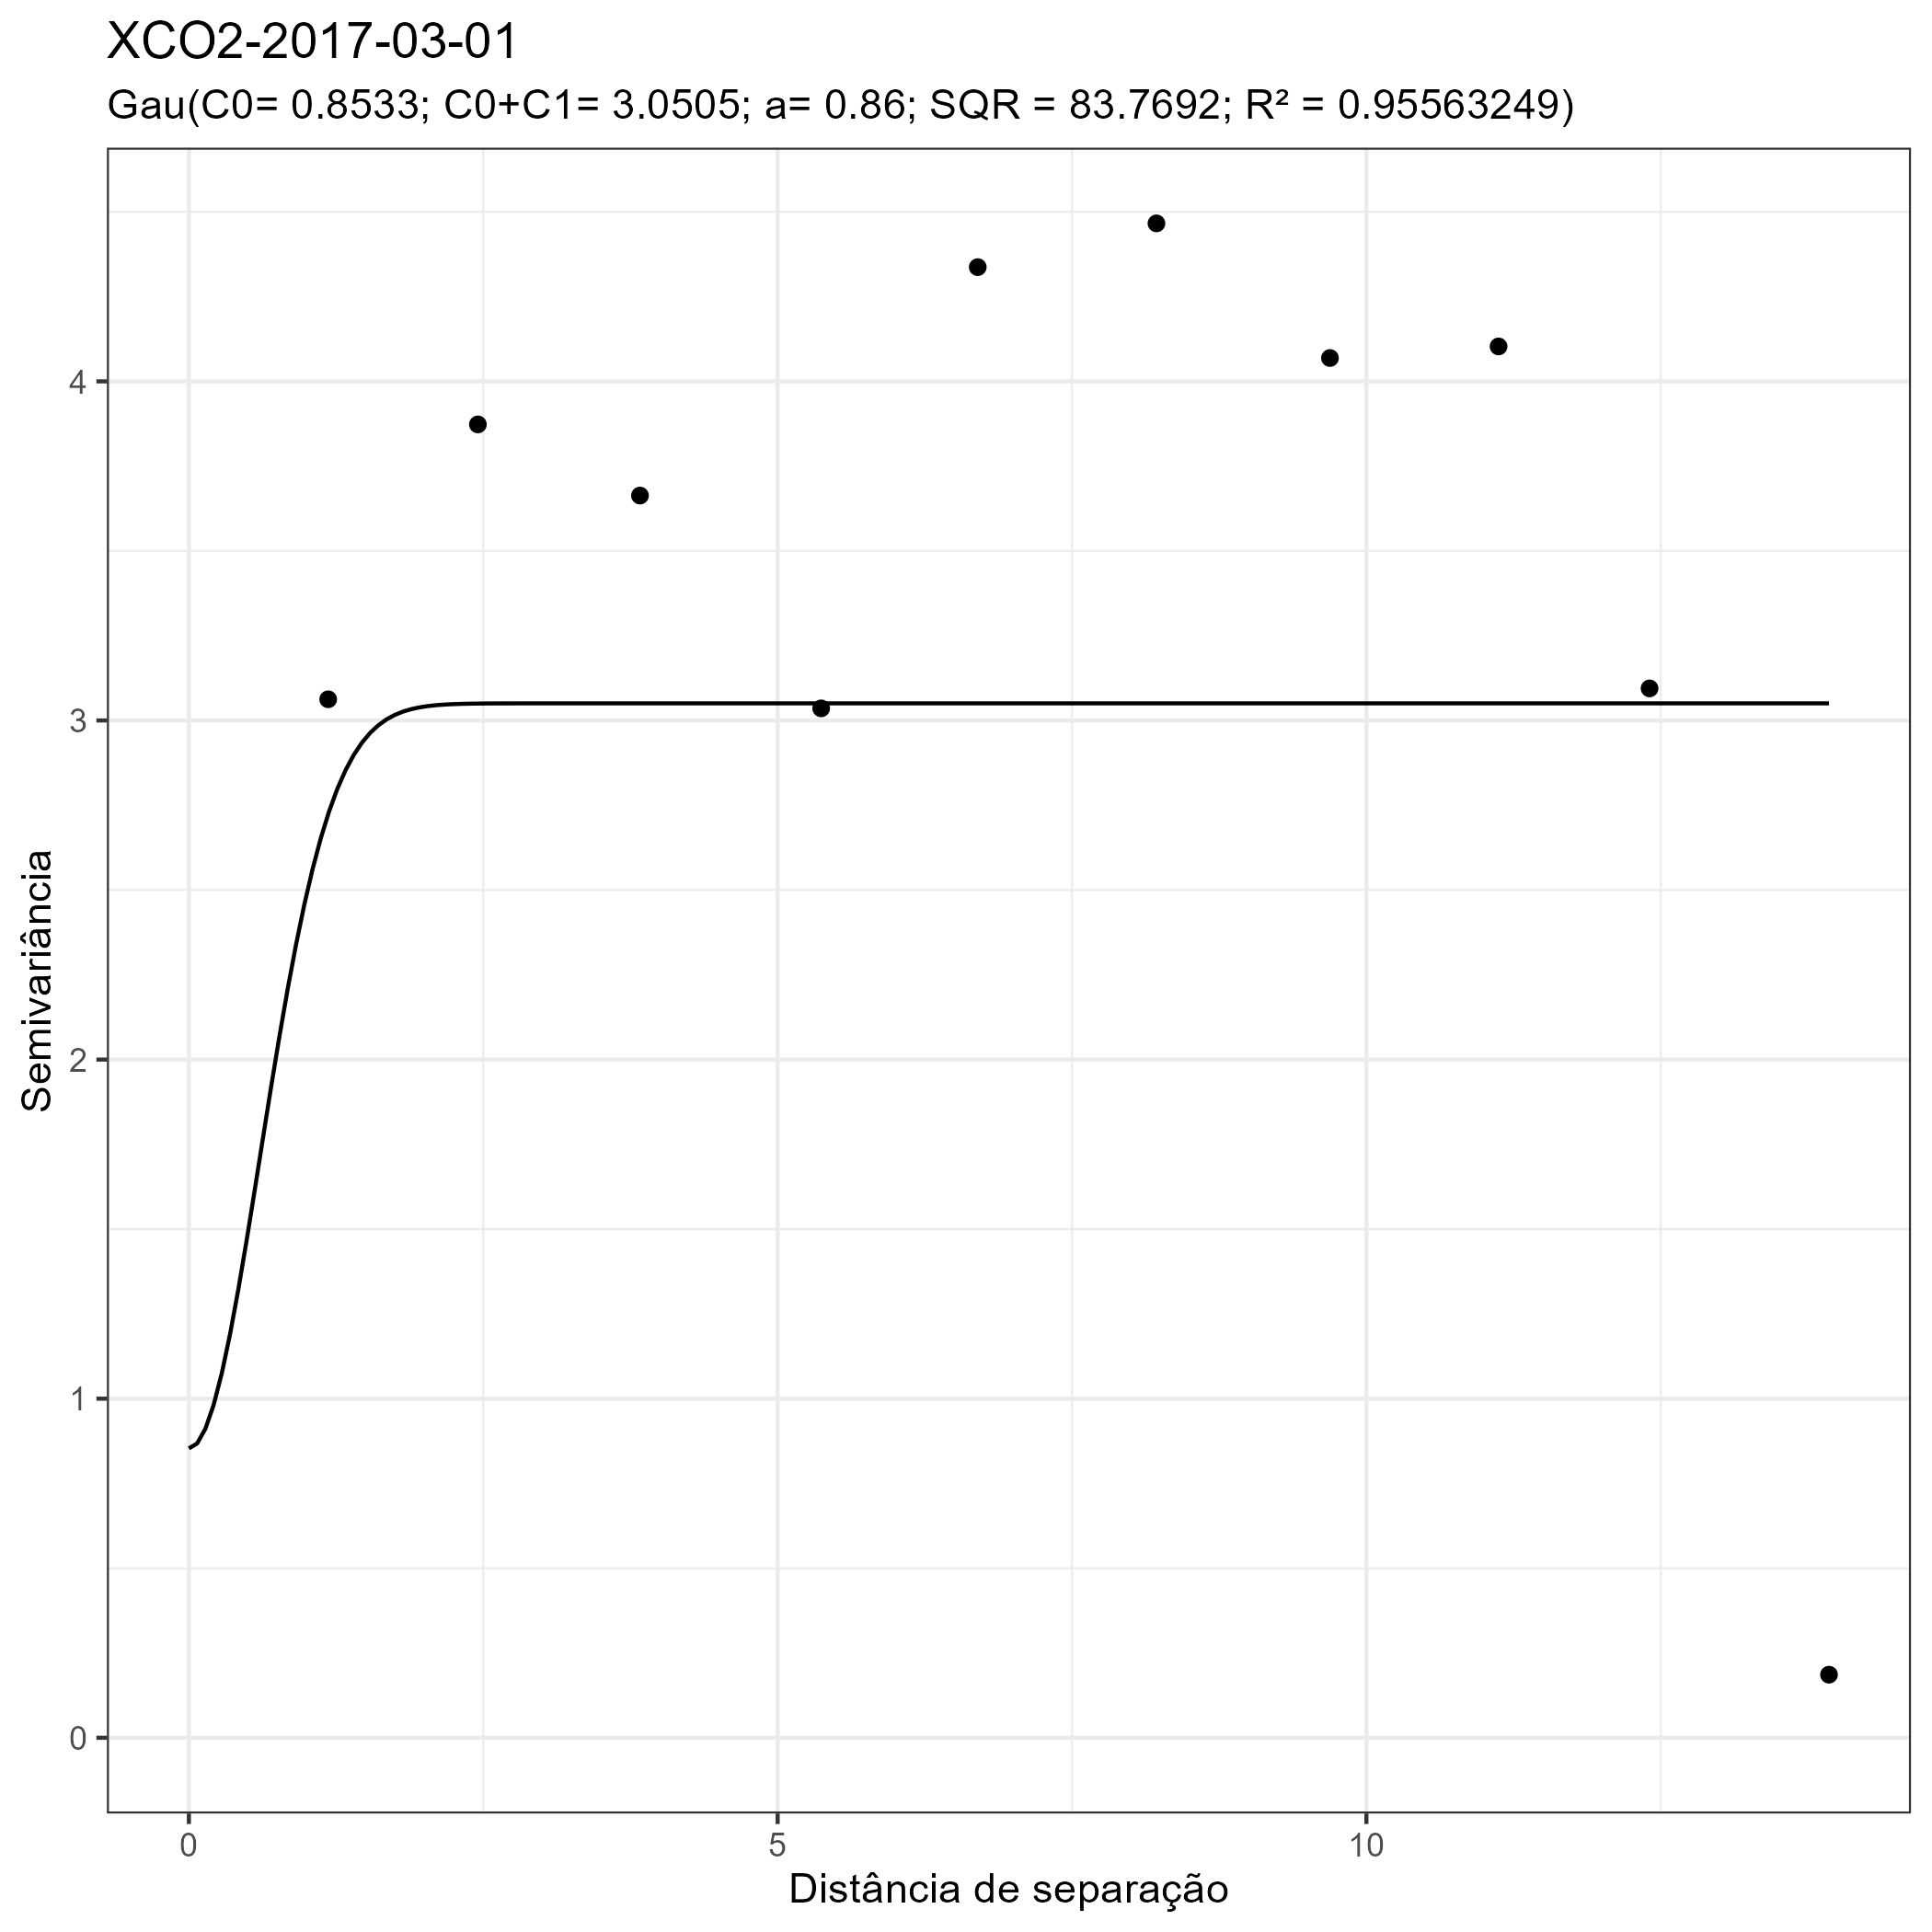 XCO2-2017-03-01
Gau(C0= 0.8533; C0+C1= 3.0505; a= 0.86; SQR = 83.7692; R² = 0.95563249)
Semivariância
4
3
2
1
0
0
5
10
Distância de separação